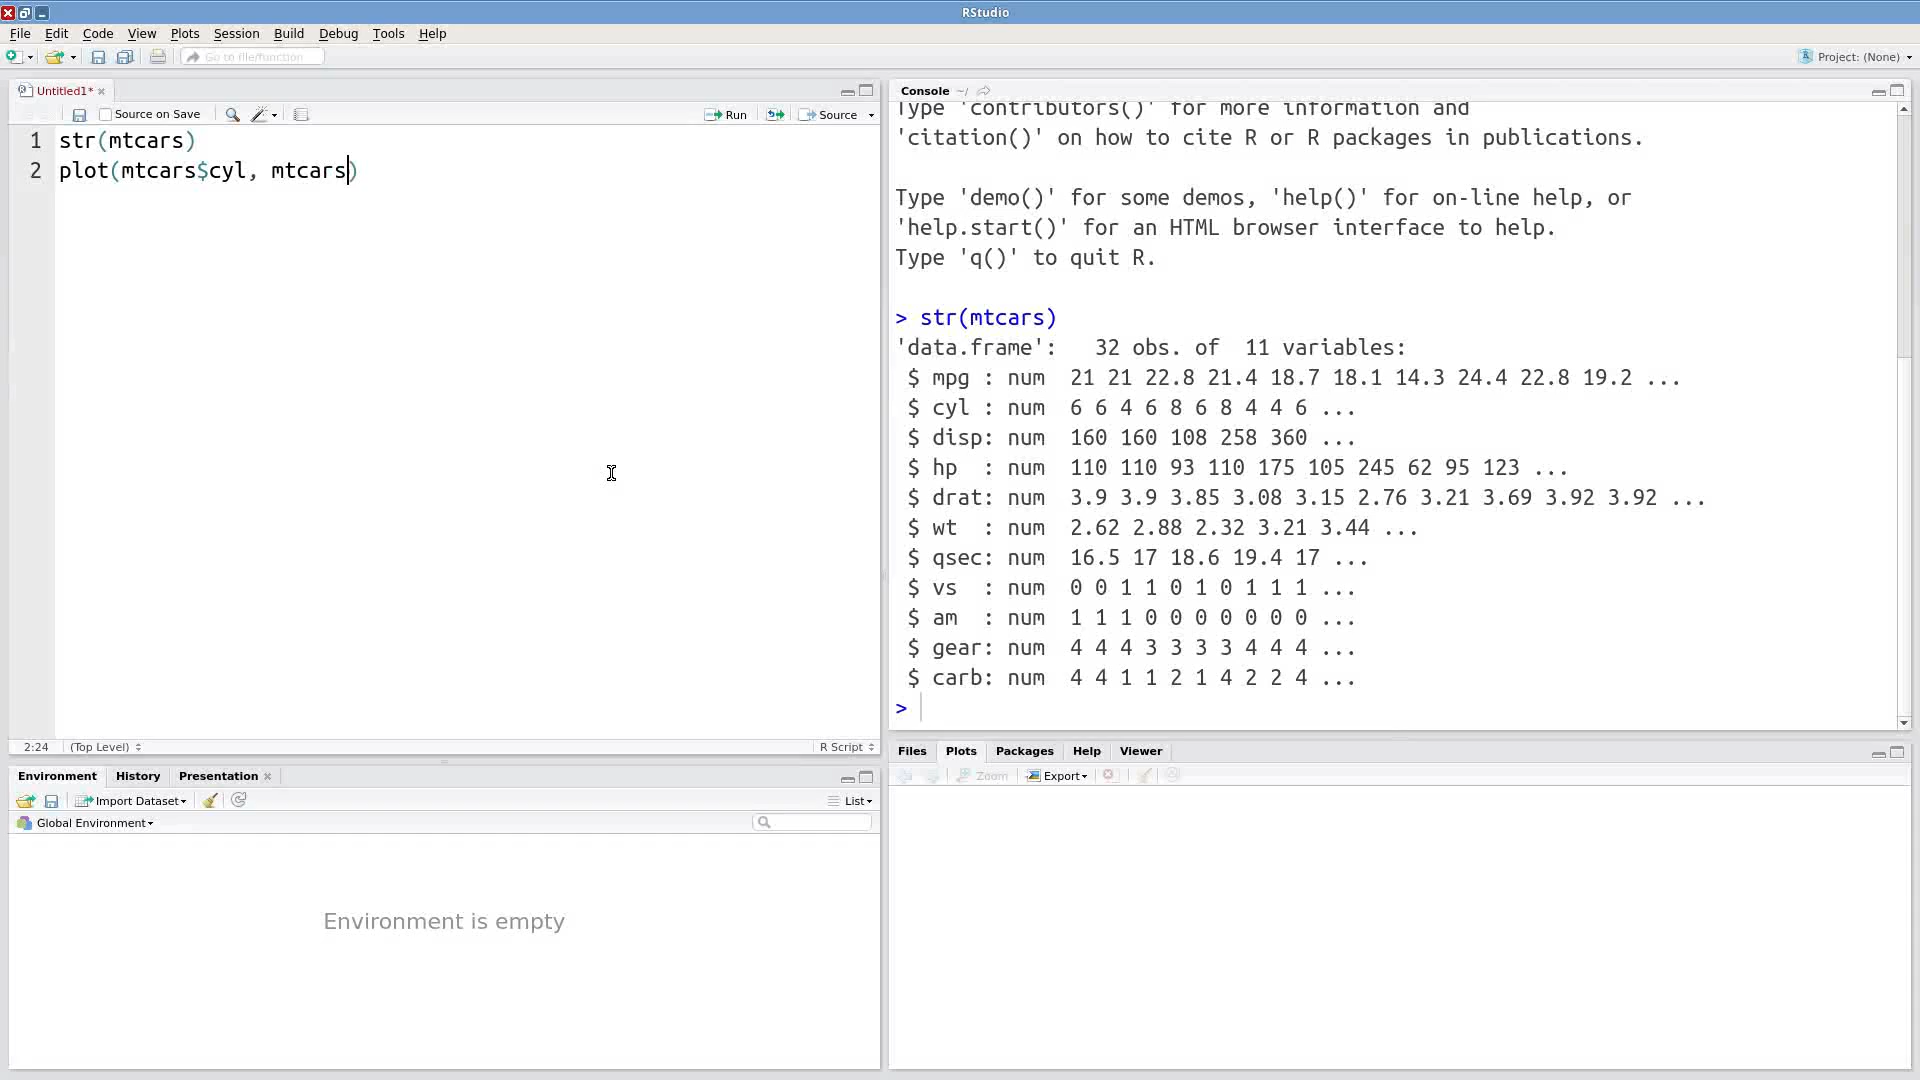 RStudio
File Edit Code View Plots Session Build Debug Tools Help
Go to file/function
Project: (None)
Untitled1*
Source on Save
Run
Source
1 str(mtcars)
2 plot(mtcars$cyl, mtcars)
2:24 (Top Level)
R Script
Environment History Presentation
Import Dataset
List
Global Environment
Environment is empty
Console ~/
Type 'contributors()' for more information and
'citation()' on how to cite R or R packages in publications.
Type 'demo()' for some demos, 'help()' for on-line help, or
'help.start()' for an HTML browser interface to help.
Type 'q()' to quit R.
> str(mtcars)
'data.frame':   32 obs. of  11 variables:
$ mpg : num  21 21 22.8 21.4 18.7 18.1 14.3 24.4 22.8 19.2 ...
$ cyl : num  6 6 4 6 8 6 8 4 4 6 ...
$ disp: num  160 160 108 258 360 ...
$ hp  : num  110 110 93 110 175 105 245 62 95 123 ...
$ drat: num  3.9 3.9 3.85 3.08 3.15 2.76 3.21 3.69 3.92 3.92 ...
$ wt  : num  2.62 2.88 2.32 3.21 3.44 ...
$ qsec: num  16.5 17 18.6 19.4 17 ...
$ vs  : num  0 0 1 1 0 1 0 1 1 1 ...
$ am  : num  1 1 1 0 0 0 0 0 0 0 ...
$ gear: num  4 4 4 3 3 3 3 4 4 4 ...
$ carb: num  4 4 1 1 2 1 4 2 2 4 ...
>
Files Plots Packages Help Viewer
Zoom Export